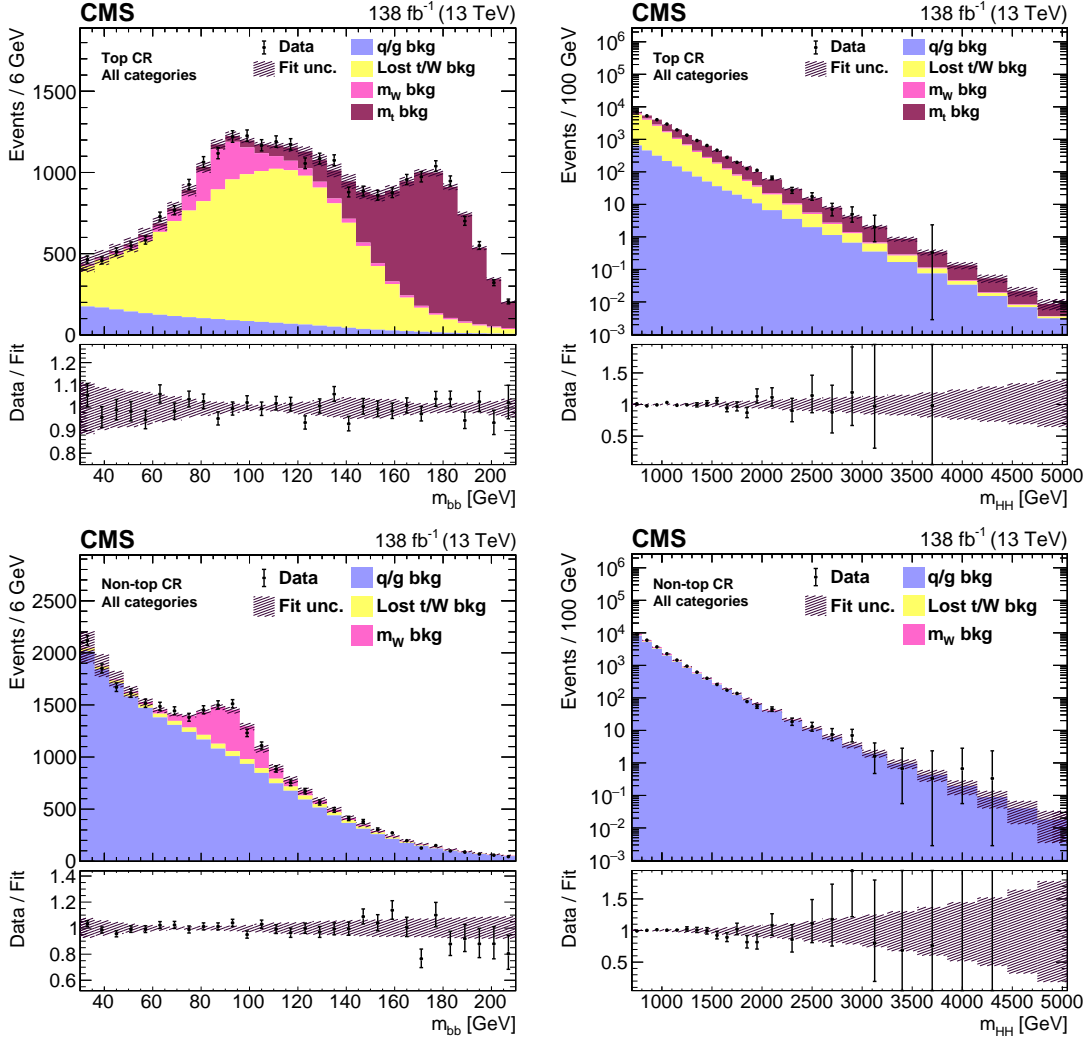 CMS 138 fb⁻¹ (13 TeV)
Events / 6 GeV
Top CR
All categories
Data
Fit unc.
q/g bkg
Lost t/W bkg
m_W bkg
m_t bkg
1500
1000
500
0
Data / Fit
1.2
1.1
1
0.9
0.8
40 60 80 100 120 140 160 180 200
m_bb [GeV]
CMS 138 fb⁻¹ (13 TeV)
Events / 100 GeV
Top CR
All categories
Data
Fit unc.
q/g bkg
Lost t/W bkg
m_W bkg
m_t bkg
10⁶
10⁵
10⁴
10³
10²
10
1
10⁻¹
10⁻²
10⁻³
Data / Fit
1.5
1
0.5
1000 1500 2000 2500 3000 3500 4000 4500 5000
m_HH [GeV]
CMS 138 fb⁻¹ (13 TeV)
Events / 6 GeV
Non-top CR
All categories
Data
Fit unc.
q/g bkg
Lost t/W bkg
m_W bkg
2500
2000
1500
1000
500
0
Data / Fit
1.4
1.2
1
0.8
0.6
40 60 80 100 120 140 160 180 200
m_bb [GeV]
CMS 138 fb⁻¹ (13 TeV)
Events / 100 GeV
Non-top CR
All categories
Data
Fit unc.
q/g bkg
Lost t/W bkg
m_W bkg
10⁶
10⁵
10⁴
10³
10²
10
1
10⁻¹
10⁻²
10⁻³
Data / Fit
1.5
1
0.5
1000 1500 2000 2500 3000 3500 4000 4500 5000
m_HH [GeV]